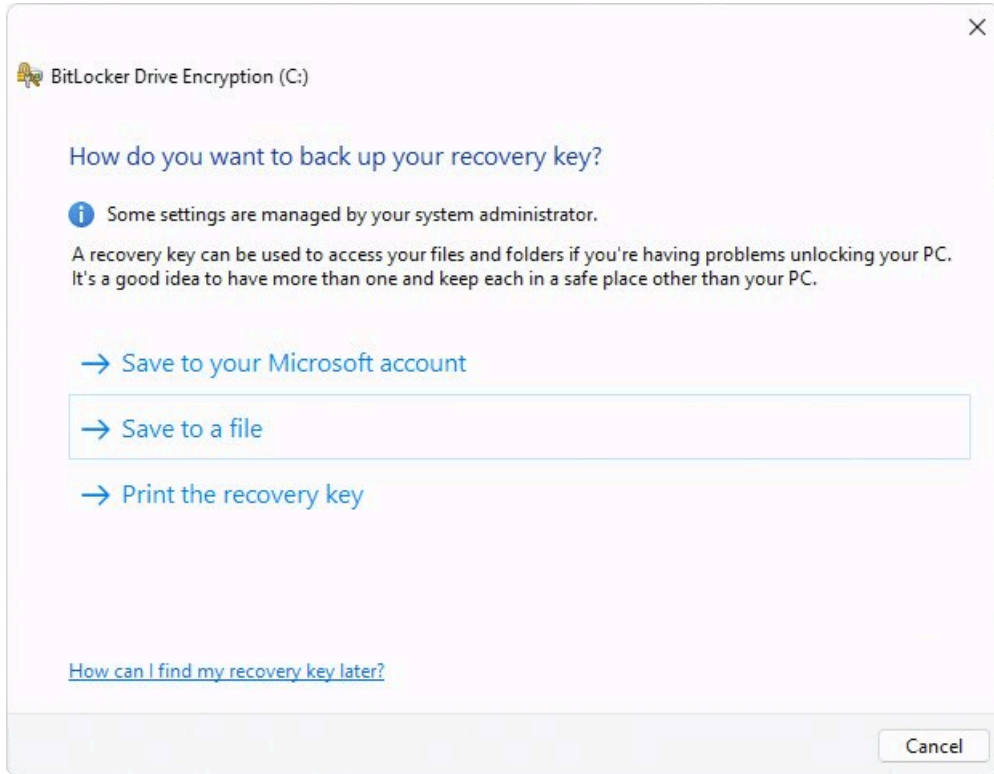 BitLocker Drive Encryption (C:)
How do you want to back up your recovery key?
Some settings are managed by your system administrator.
A recovery key can be used to access your files and folders if you're having problems unlocking your PC.
It's a good idea to have more than one and keep each in a safe place other than your PC.
Save to your Microsoft account
Save to a file
Print the recovery key
How can I find my recovery key later?
Cancel